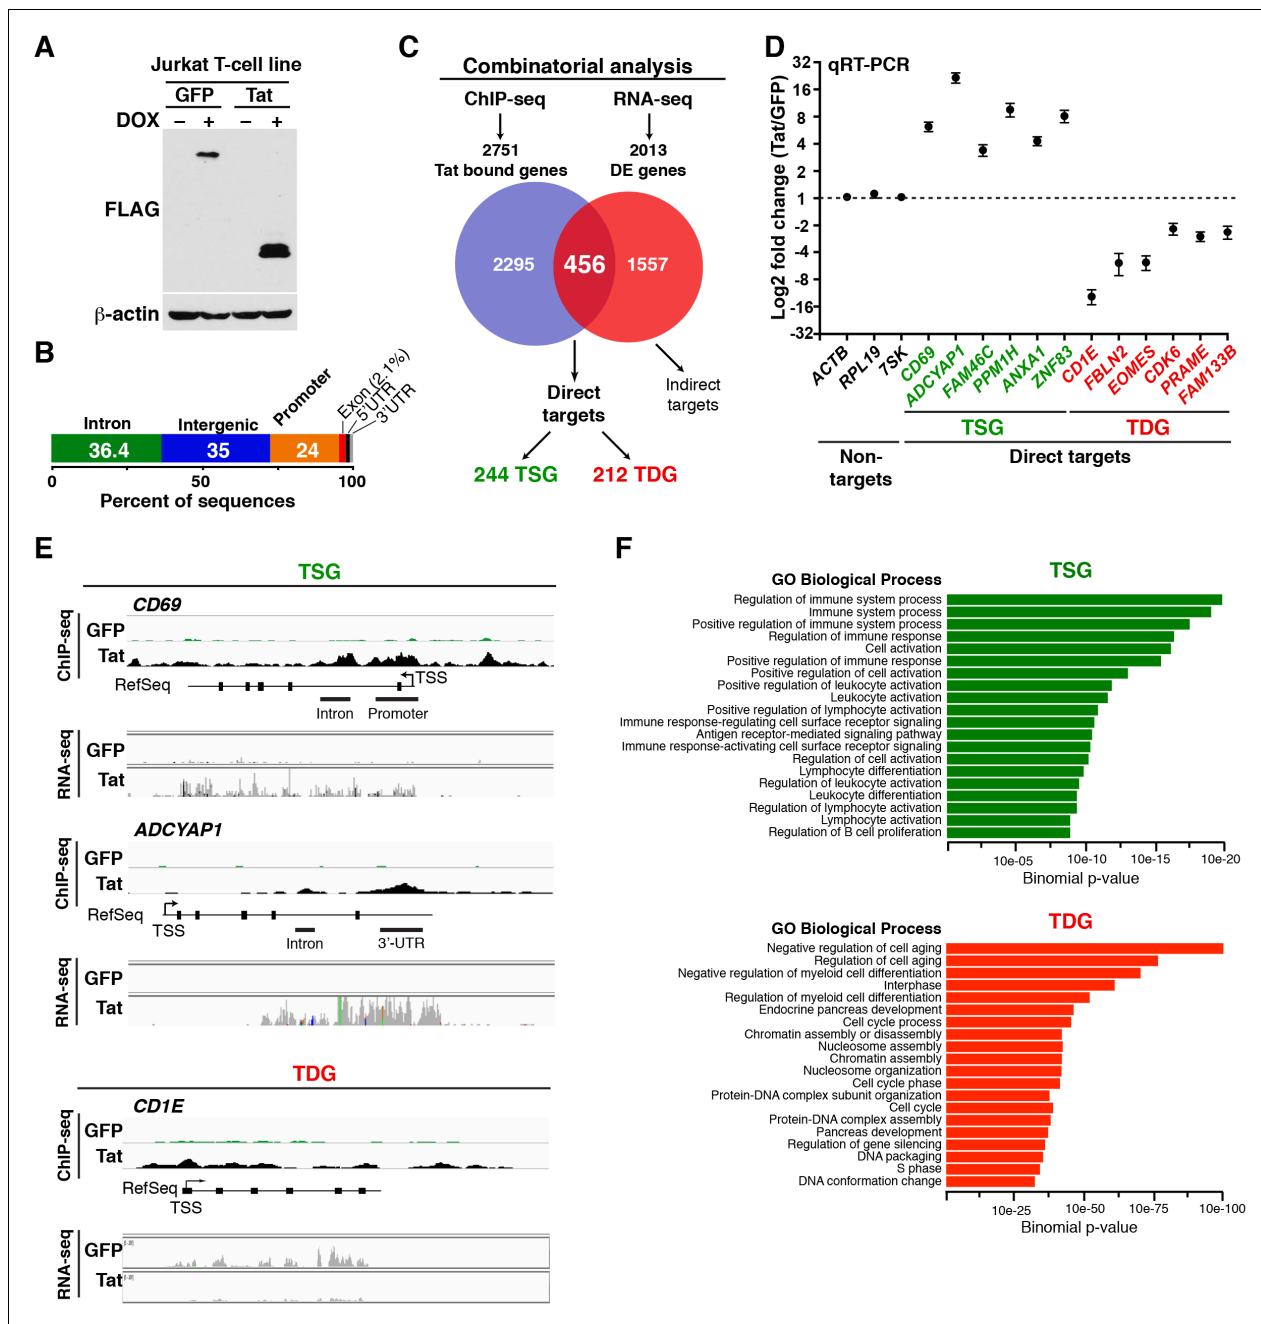 A
Jurkat T-cell line
GFP Tat
DOX – + – +
FLAG
β-actin
B
Intron Intergenic Promoter Exon (2.1%) 5'UTR 3'UTR
36.4 35 24
0 50 100
Percent of sequences
C
Combinatorial analysis
ChIP-seq RNA-seq
2751 2013
Tat bound genes DE genes
2295 456 1557
Direct targets
Indirect targets
244 TSG 212 TDG
D
qRT-PCR
Log2 fold change (Tat/GFP)
32
16
8
4
2
1
-2
-4
-8
-16
-32
ACTB RPL19 7SK CD69 ADCYAP1 FAM46C PPM1H ANXA1 ZNF83 CD1E FBLN2 EOMES CDK6 PRAME FAM133B
TSG TDG
Non-targets Direct targets
E
TSG
CD69
ChIP-seq
GFP
Tat
RefSeq TSS
Intron Promoter
RNA-seq
GFP
Tat
ADCYAP1
ChIP-seq
GFP
Tat
RefSeq
TSS
Intron 3'-UTR
RNA-seq
GFP
Tat
TDG
CD1E
ChIP-seq
GFP
Tat
RefSeq
TSS
RNA-seq
GFP
Tat
F
GO Biological Process TSG
Regulation of immune system process
Immune system process
Positive regulation of immune system process
Regulation of immune response
Cell activation
Positive regulation of immune response
Positive regulation of cell activation
Positive regulation of leukocyte activation
Leukocyte activation
Positive regulation of lymphocyte activation
Immune response-regulating cell surface receptor signaling
Antigen receptor-mediated signaling pathway
Immune response-activating cell surface receptor signaling
Regulation of cell activation
Lymphocyte differentiation
Regulation of leukocyte activation
Leukocyte differentiation
Regulation of lymphocyte activation
Lymphocyte activation
Regulation of B cell proliferation
10e-05 10e-10 10e-15 10e-20
Binomial p-value
GO Biological Process TDG
Negative regulation of cell aging
Regulation of cell aging
Negative regulation of myeloid cell differentiation
Interphase
Regulation of myeloid cell differentiation
Endocrine pancreas development
Cell cycle process
Chromatin assembly or disassembly
Nucleosome assembly
Chromatin assembly
Nucleosome organization
Cell cycle phase
Protein-DNA complex subunit organization
Cell cycle
Protein-DNA complex assembly
Pancreas development
Regulation of gene silencing
DNA packaging
S phase
DNA conformation change
10e-25 10e-50 10e-75 10e-100
Binomial p-value